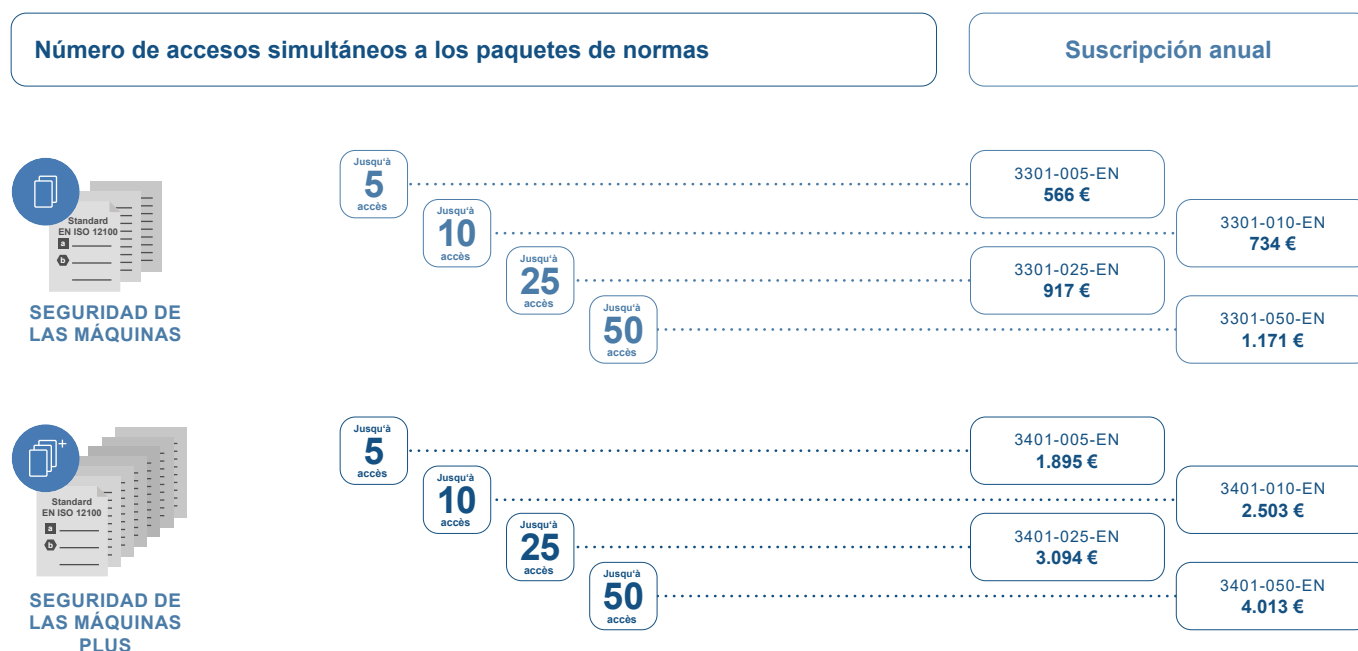 Número de accesos simultáneos a los paquetes de normas
Suscripción anual
Standard
EN ISO 12100
a
b
SEGURIDAD DE
LAS MÁQUINAS
Jusqu‘à
5
accès
3301-005-EN
566 €
Jusqu‘à
10
accès
3301-010-EN
734 €
Jusqu‘à
25
accès
3301-025-EN
917 €
Jusqu‘à
50
accès
3301-050-EN
1.171 €
+
Standard
EN ISO 12100
a
b
SEGURIDAD DE
LAS MÁQUINAS
PLUS
Jusqu‘à
5
accès
3401-005-EN
1.895 €
Jusqu‘à
10
accès
3401-010-EN
2.503 €
Jusqu‘à
25
accès
3401-025-EN
3.094 €
Jusqu‘à
50
accès
3401-050-EN
4.013 €